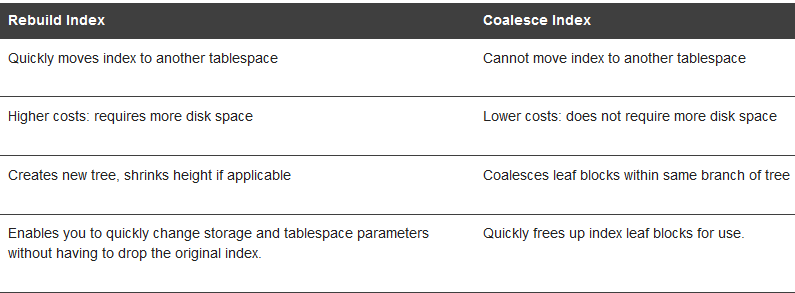 Rebuild Index Coalesce Index
Quickly moves index to another tablespace Cannot move index to another tablespace
Higher costs: requires more disk space Lower costs: does not require more disk space
Creates new tree, shrinks height if applicable Coalesces leaf blocks within same branch of tree
Enables you to quickly change storage and tablespace parameters Quickly frees up index leaf blocks for use.
without having to drop the original index.